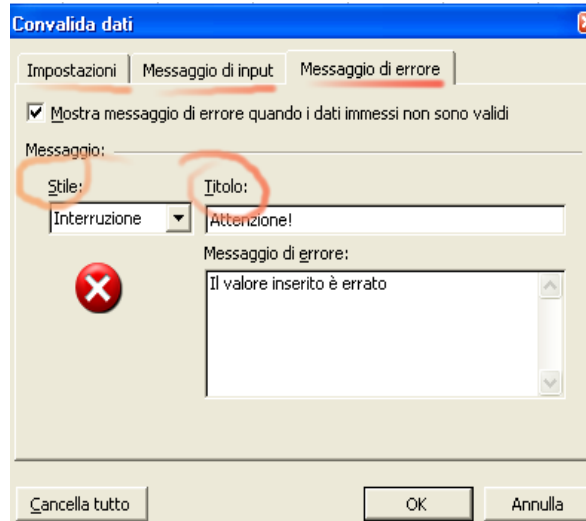 Convalida dati
Impostazioni Messaggio di input Messaggio di errore
Mostra messaggio di errore quando i dati immessi non sono validi
Messaggio:
Stile: Titolo:
Interruzione Attenzione!
Messaggio di errore:
Il valore inserito è errato
Cancella tutto OK Annulla